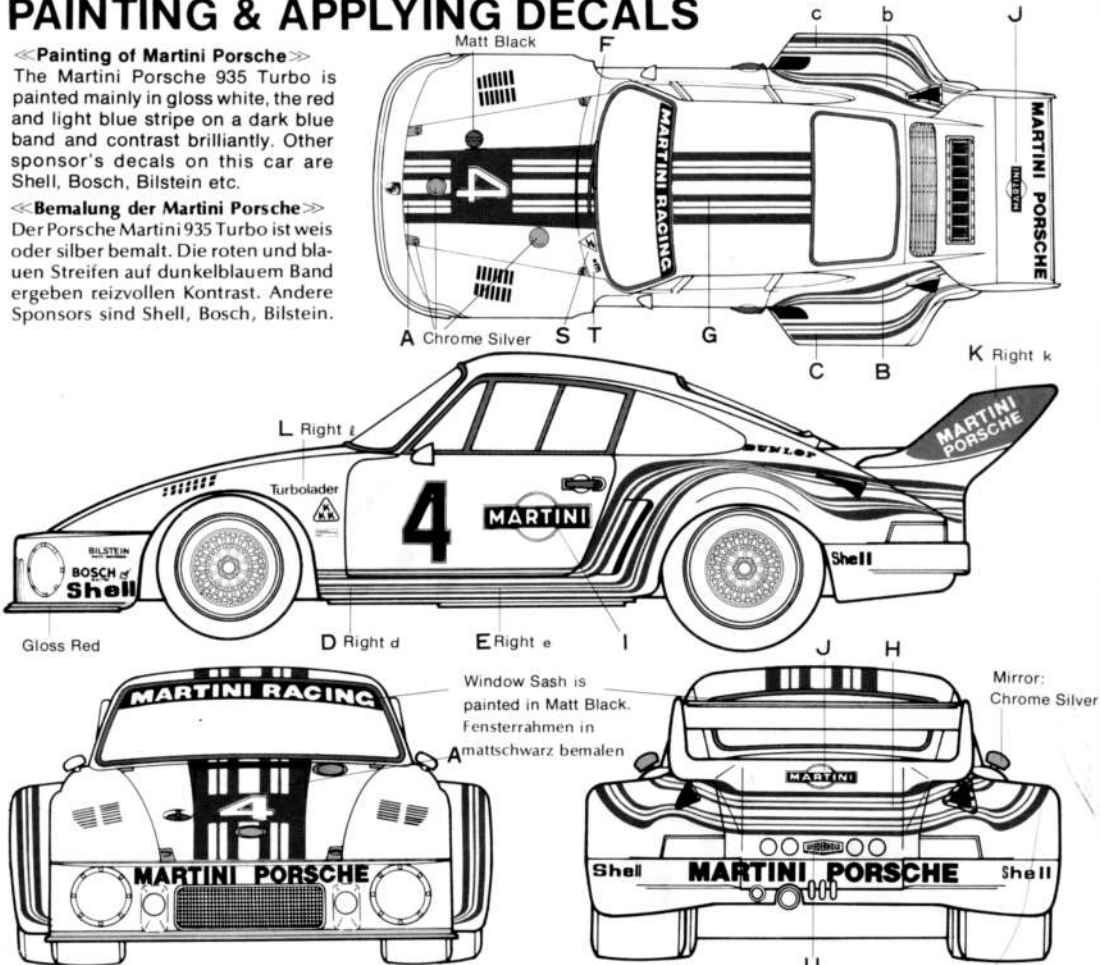 PAINTING & APPLYING DECALS
≪Painting of Martini Porsche≫
The Martini Porsche 935 Turbo is
painted mainly in gloss white, the red
and light blue stripe on a dark blue
band and contrast brilliantly. Other
sponsor's decals on this car are
Shell, Bosch, Bilstein etc.
≪Bemalung der Martini Porsche≫
Der Porsche Martini 935 Turbo ist weis
oder silber bemalt. Die roten und bla-
uen Streifen auf dunkelblauem Band
ergeben reizvollen Kontrast. Andere
Sponsors sind Shell, Bosch, Bilstein.
Matt Black
F
c
b
J
4
MARTINI RACING
MARTINI
MARTINI PORSCHE
A
Chrome Silver
S
T
G
C
B
K Right k
L Right ℓ
MARTINI
PORSCHE
DUNLOP
Turbolader
4
MARTINI
BILSTEIN
BOSCH
Shell
Shell
Gloss Red
D Right d
E Right e
I
J
H
MARTINI RACING
Window Sash is
painted in Matt Black.
Fensterrahmen in
mattschwarz bemalen
A
Mirror:
Chrome Silver
4
MARTINI
MARTINI PORSCHE
Shell
MARTINI PORSCHE
Shell